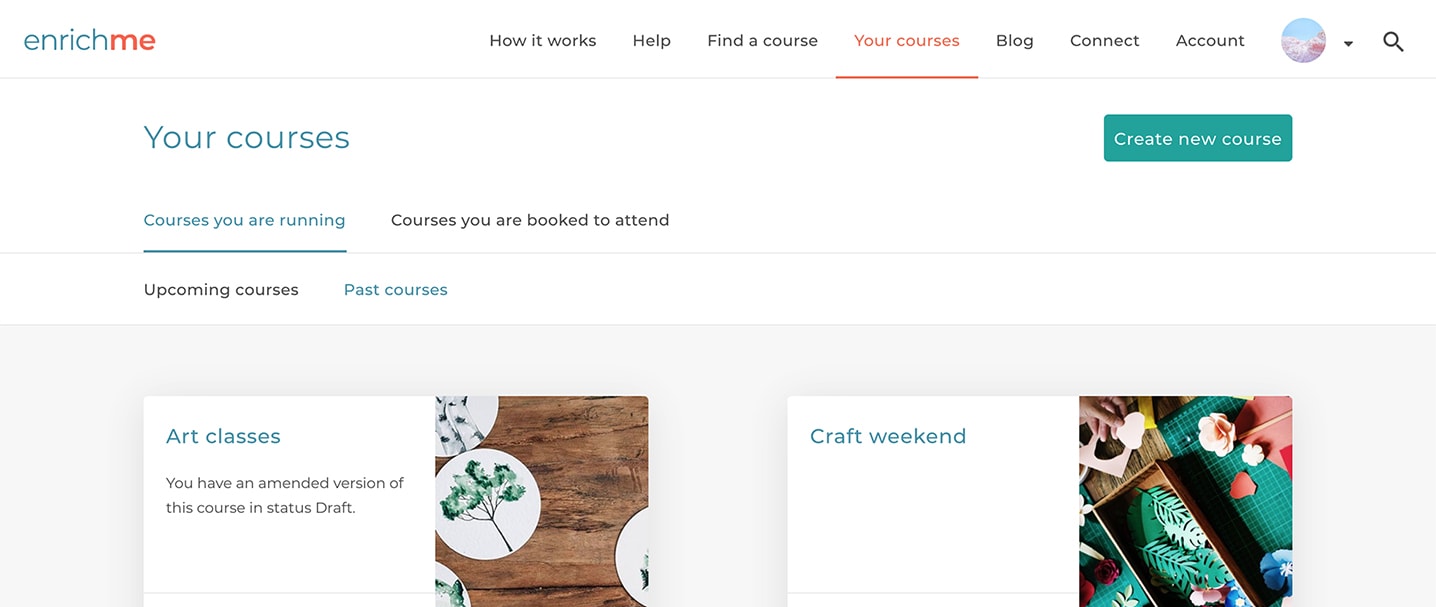 enrichme
How it works Help Find a course Your courses Blog Connect Account
Your courses
Create new course
Courses you are running Courses you are booked to attend
Upcoming courses Past courses
Art classes
You have an amended version of
this course in status Draft.
Craft weekend